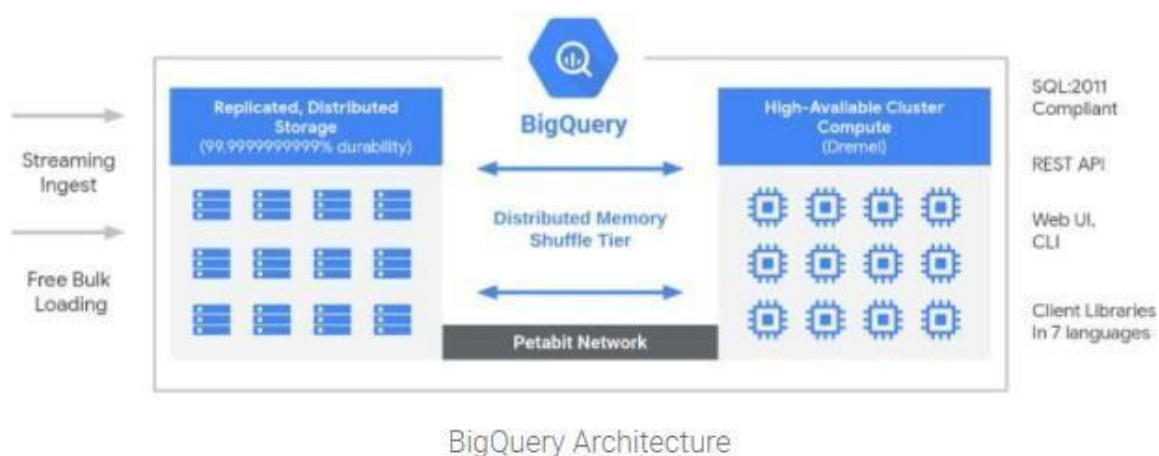 Streaming
Ingest
Free Bulk
Loading
Replicated, Distributed
Storage
(99.9999999999% durability)
BigQuery
Distributed Memory
Shuffle Tier
Petabit Network
High-Available Cluster
Compute
(Dremel)
SQL:2011
Compliant
REST API
Web UI,
CLI
Client Libraries
In 7 languages
BigQuery Architecture